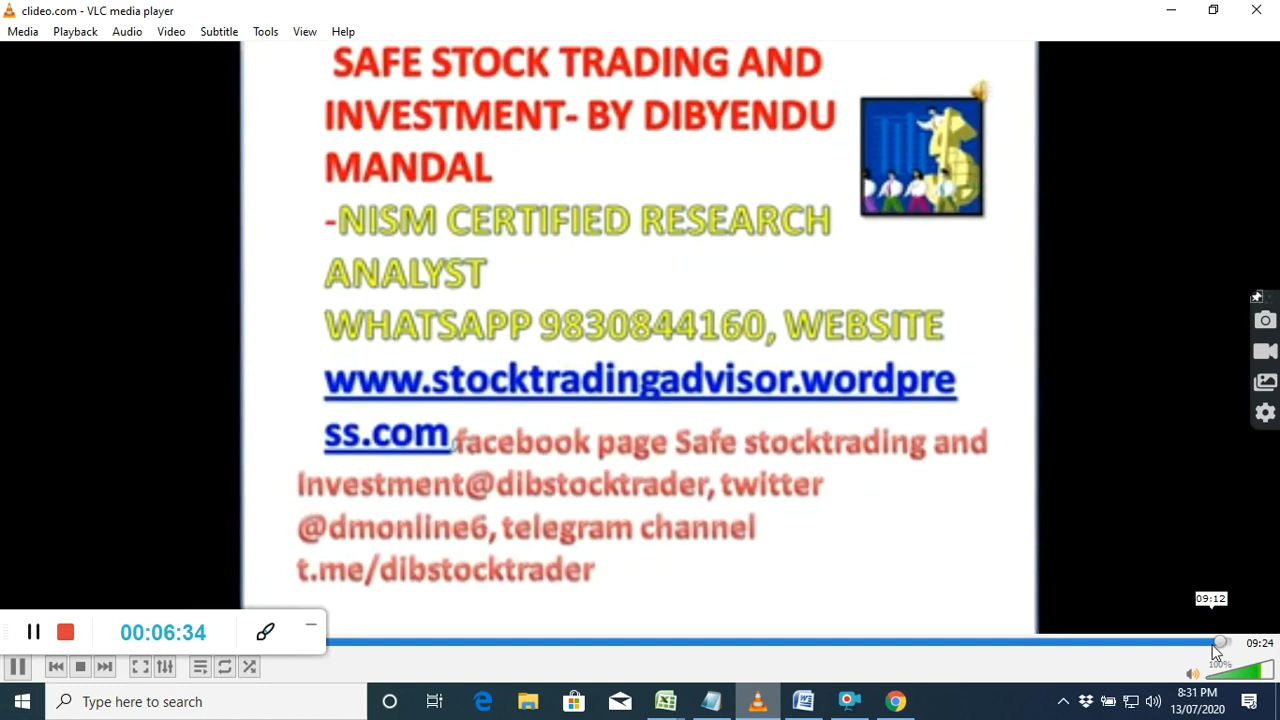 clideo.com - VLC media player
Media Playback Audio Video Subtitle Tools View Help
SAFE STOCK TRADING AND
INVESTMENT- BY DIBYENDU
MANDAL
-NISM CERTIFIED RESEARCH
ANALYST
WHATSAPP 9830844160, WEBSITE
www.stocktradingadvisor.wordpre
ss.com facebook page Safe stocktrading and
Investment@dibstocktrader, twitter
@dmonline6, telegram channel
t.me/dibstocktrader
09:12
00:06:34
09:24
100%
Type here to search
8:31 PM
13/07/2020